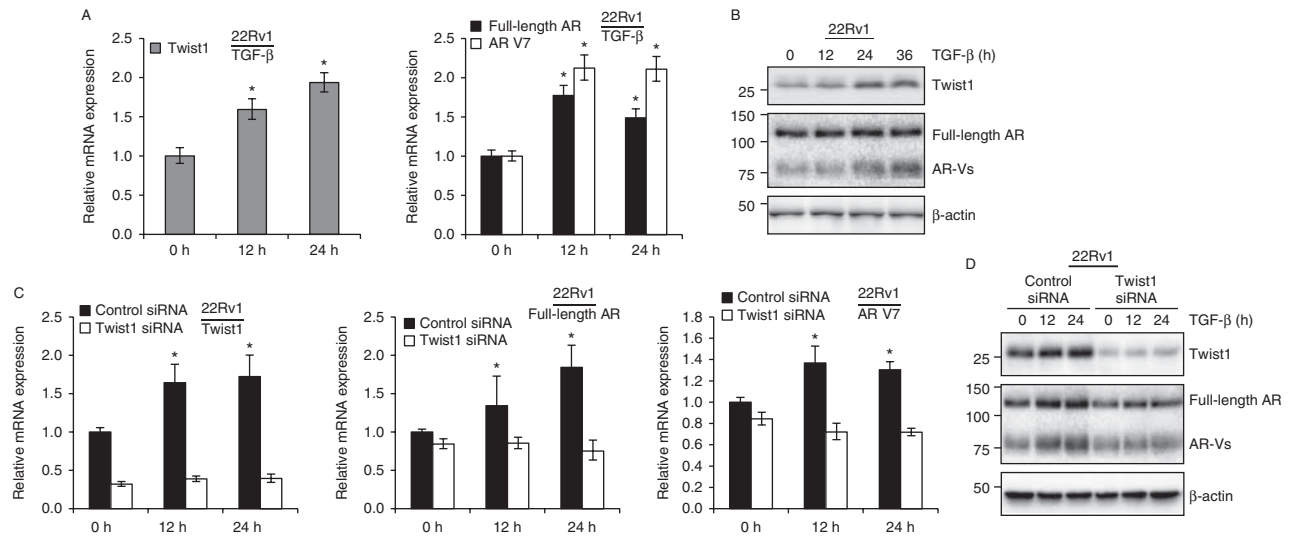 A
Relative mRNA expression
2.5
2.0
1.5
1.0
0.5
0.0
Twist1
22Rv1
TGF-β
*
*
0 h
12 h
24 h
Relative mRNA expression
2.5
2.0
1.5
1.0
0.5
0.0
Full-length AR
AR V7
22Rv1
TGF-β
*
*
*
*
0 h
12 h
24 h
B
22Rv1
0 12 24 36 TGF-β (h)
25
Twist1
150
100
75
Full-length AR
AR-Vs
50
β-actin
C
Relative mRNA expression
2.5
2.0
1.5
1.0
0.5
0.0
Control siRNA
Twist1 siRNA
22Rv1
Twist1
*
*
0 h
12 h
24 h
Relative mRNA expression
2.5
2.0
1.5
1.0
0.5
0.0
Control siRNA
Twist1 siRNA
22Rv1
Full-length AR
*
*
0 h
12 h
24 h
Relative mRNA expression
1.8
1.6
1.4
1.2
1.0
0.8
0.6
0.4
0.2
0.0
Control siRNA
Twist1 siRNA
22Rv1
AR V7
*
*
0 h
12 h
24 h
D
22Rv1
Control siRNA
Twist1 siRNA
0 12 24 0 12 24 TGF-β (h)
25
Twist1
150
100
75
Full-length AR
AR-Vs
50
β-actin